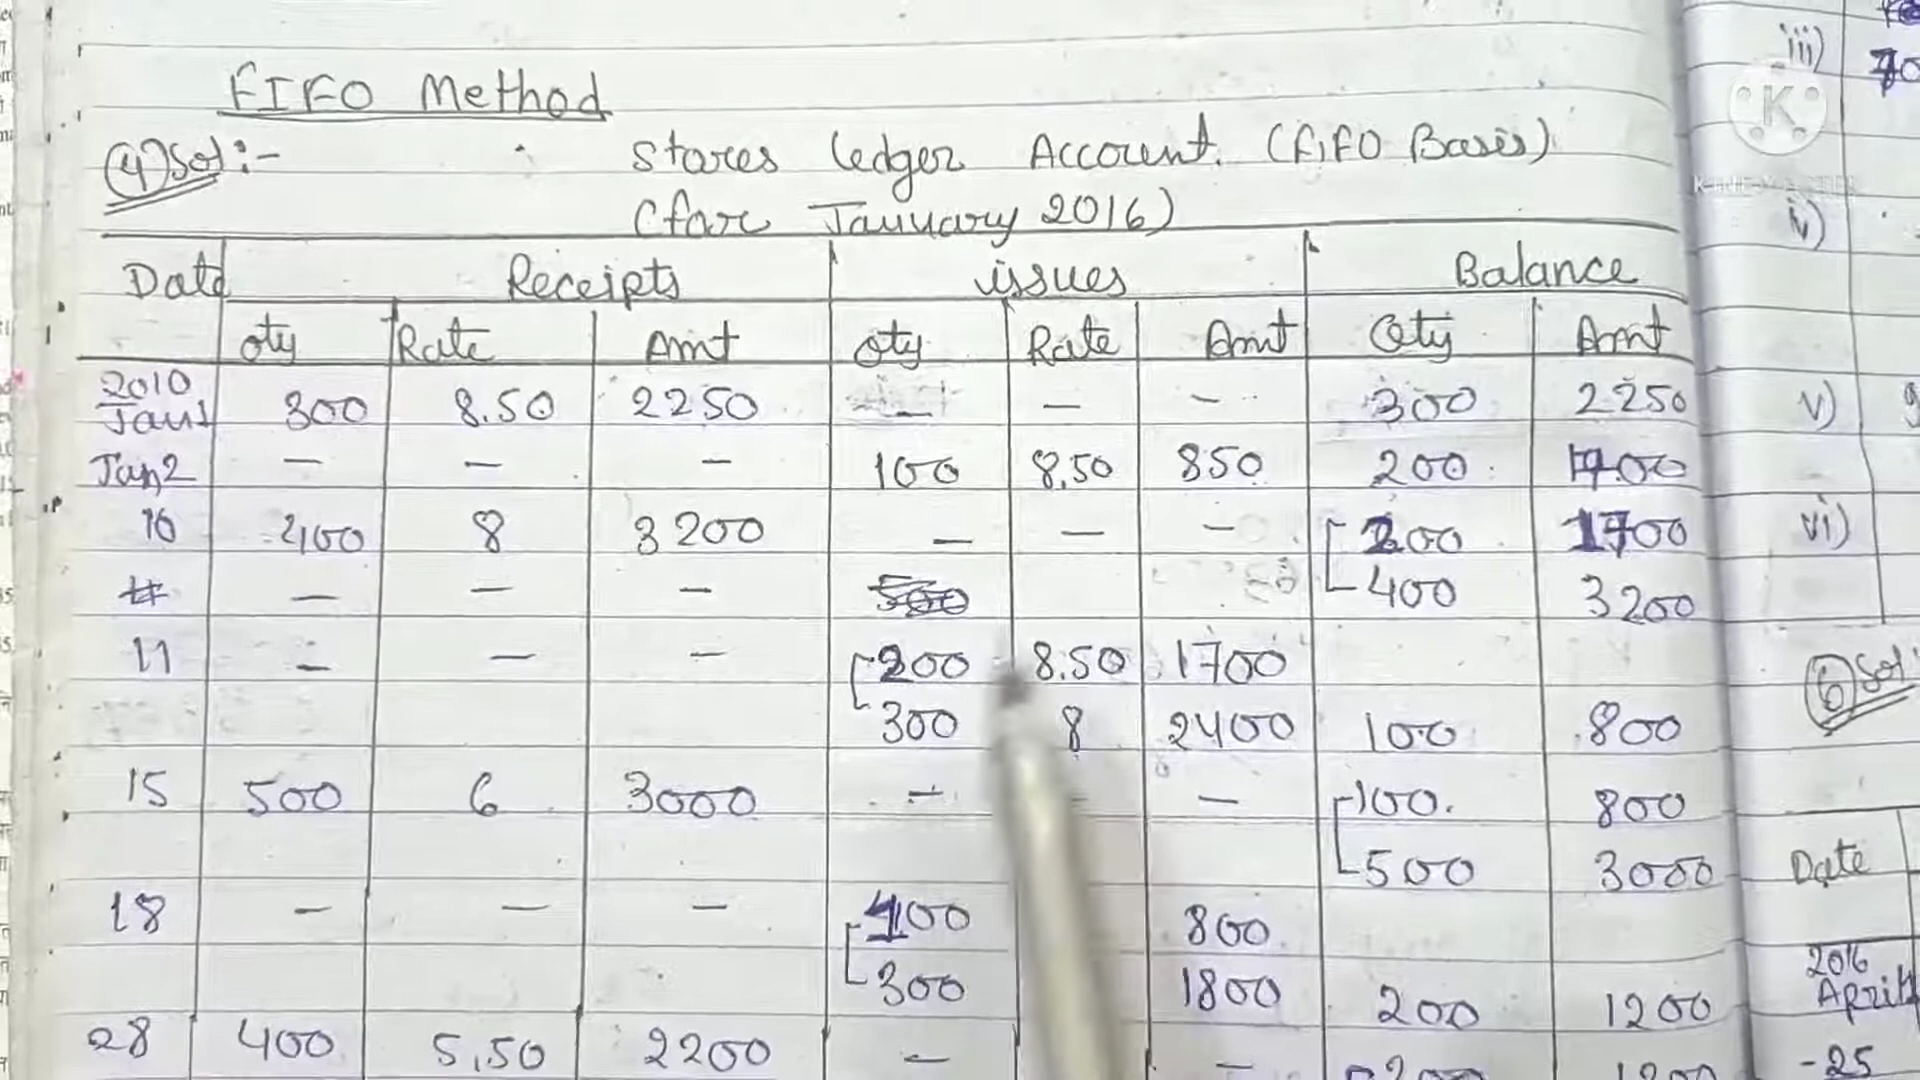 FIFO Method
(4) Sol:-
Stores ledger Account. (FIFO Basis)
(for January 2016)
Date Receipts issues Balance
Qty Rate Amt Qty Rate Amt Qty Amt
2010
Jan1 300 8.50 2250 — — — 300 2250
Jan2 — — — 100 8.50 850 200 1700
10 400 8 3200 — — — 200 1700
— — — 500 400 3200
11 — — — 200 8.50 1700
300 8 2400 100 800
15 500 6 3000 — — — 100. 800
500 3000
18 — — — 100 800
300 1800 200 1200
28 400 5.50 2200 — — 200 1200
iii)
iv)
v)
vi)
(6) Sol:
Date
2016
April
-25
K
KINEMASTER